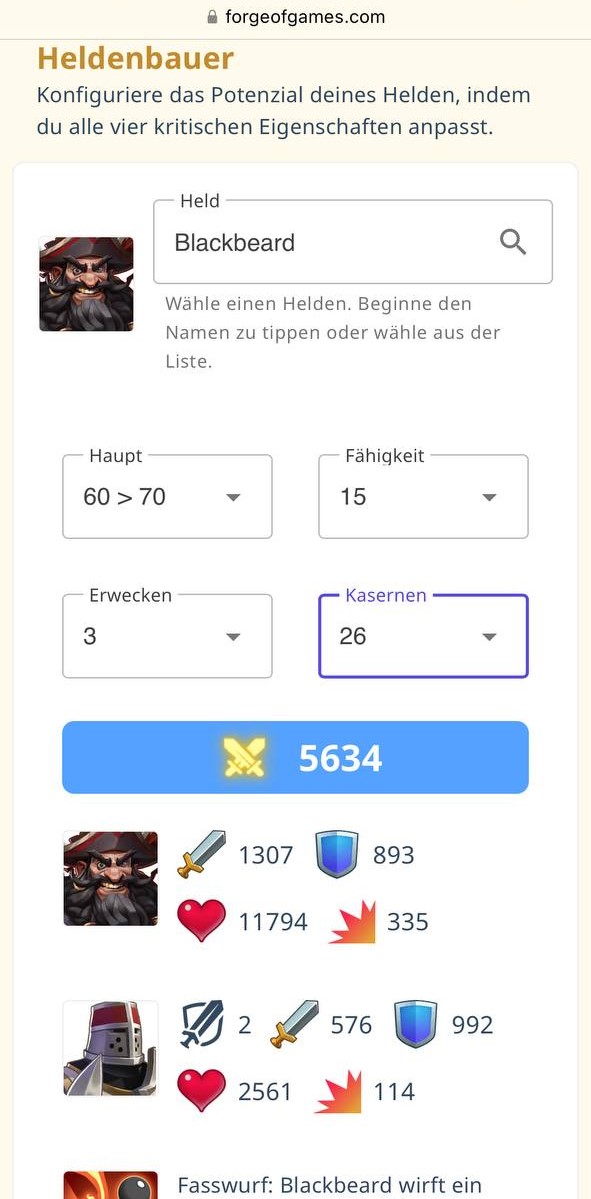 forgeofgames.com
Heldenbauer
Konfiguriere das Potenzial deines Helden, indem
du alle vier kritischen Eigenschaften anpasst.
Held
Blackbeard
Wähle einen Helden. Beginne den
Namen zu tippen oder wähle aus der
Liste.
Haupt
60 > 70
Fähigkeit
15
Erwecken
3
Kasernen
26
5634
1307 893
11794 335
2 576 992
2561 114
Fasswurf: Blackbeard wirft ein